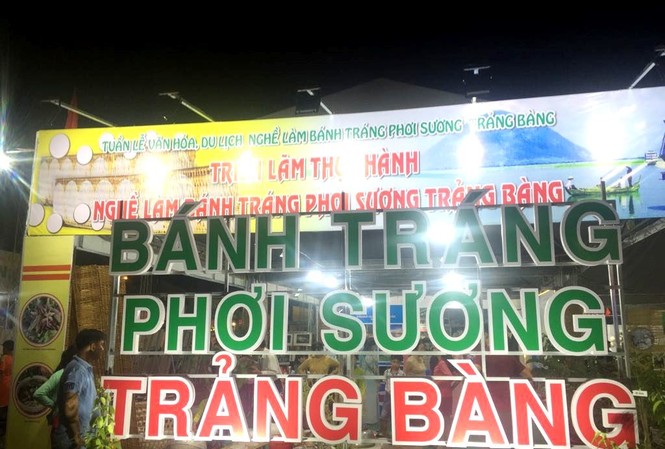 TUẦN LỄ VĂN HÓA, DU LỊCH NGHỀ LÀM BÁNH TRÁNG PHƠI SƯƠNG TRẢNG BÀNG
TRIỂN LÃM THỰC HÀNH
NGHỀ LÀM BÁNH TRÁNG PHƠI SƯƠNG TRẢNG BÀNG
BÁNH TRÁNG
PHƠI SƯƠNG
TRẢNG BÀNG